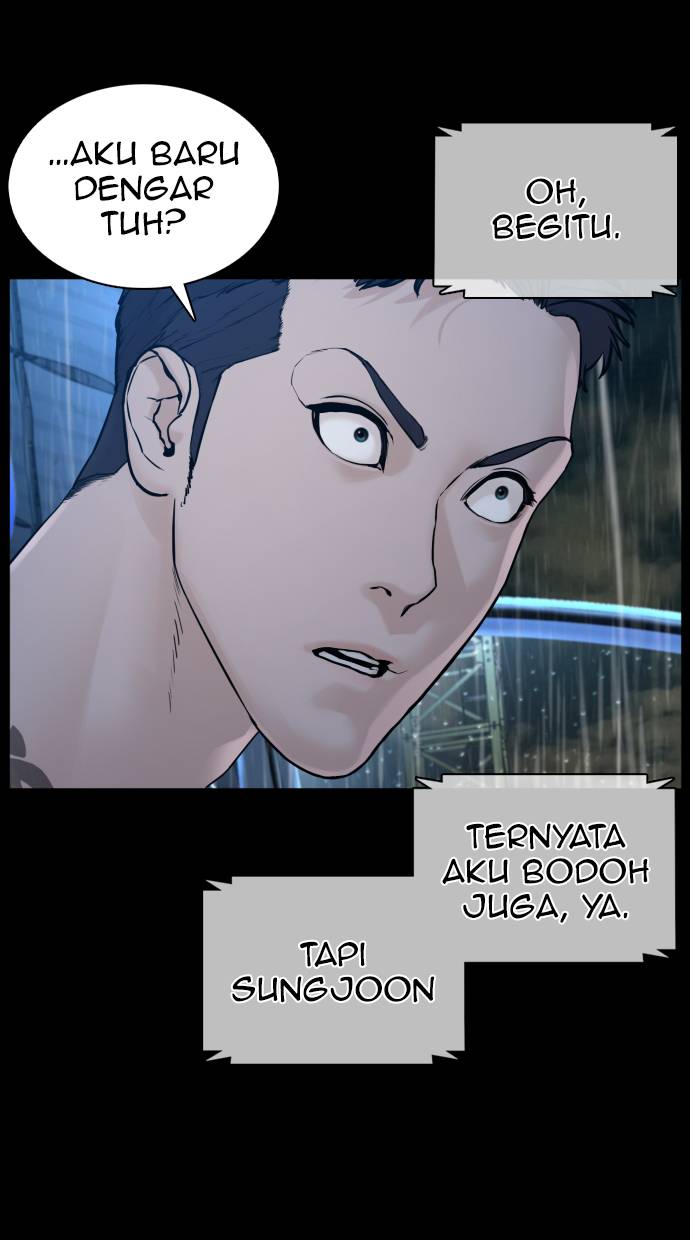 ...AKU BARU
DENGAR
TUH?
OH,
BEGITU.
TERNYATA
AKU BODOH
JUGA, YA.
TAPI
SUNGJOON